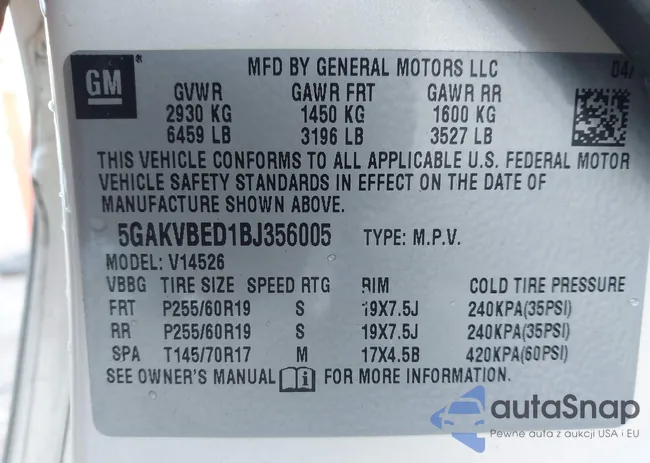 MFD BY GENERAL MOTORS LLC 04/
GM®
GVWR GAWR FRT GAWR RR
2930 KG 1450 KG 1600 KG
6459 LB 3196 LB 3527 LB
THIS VEHICLE CONFORMS TO ALL APPLICABLE U.S. FEDERAL MOTOR
VEHICLE SAFETY STANDARDS IN EFFECT ON THE DATE OF
MANUFACTURE SHOWN ABOVE.
5GAKVBED1BJ356005 TYPE: M.P.V.
MODEL: V14526
VBBG TIRE SIZE SPEED RTG RIM COLD TIRE PRESSURE
FRT P255/60R19 S 19X7.5J 240KPA(35PSI)
RR P255/60R19 S 19X7.5J 240KPA(35PSI)
SPA T145/70R17 M 17X4.5B 420KPA(60PSI)
SEE OWNER'S MANUAL FOR MORE INFORMATION.
autaSnap
Pewne auta z aukcji USA i EU